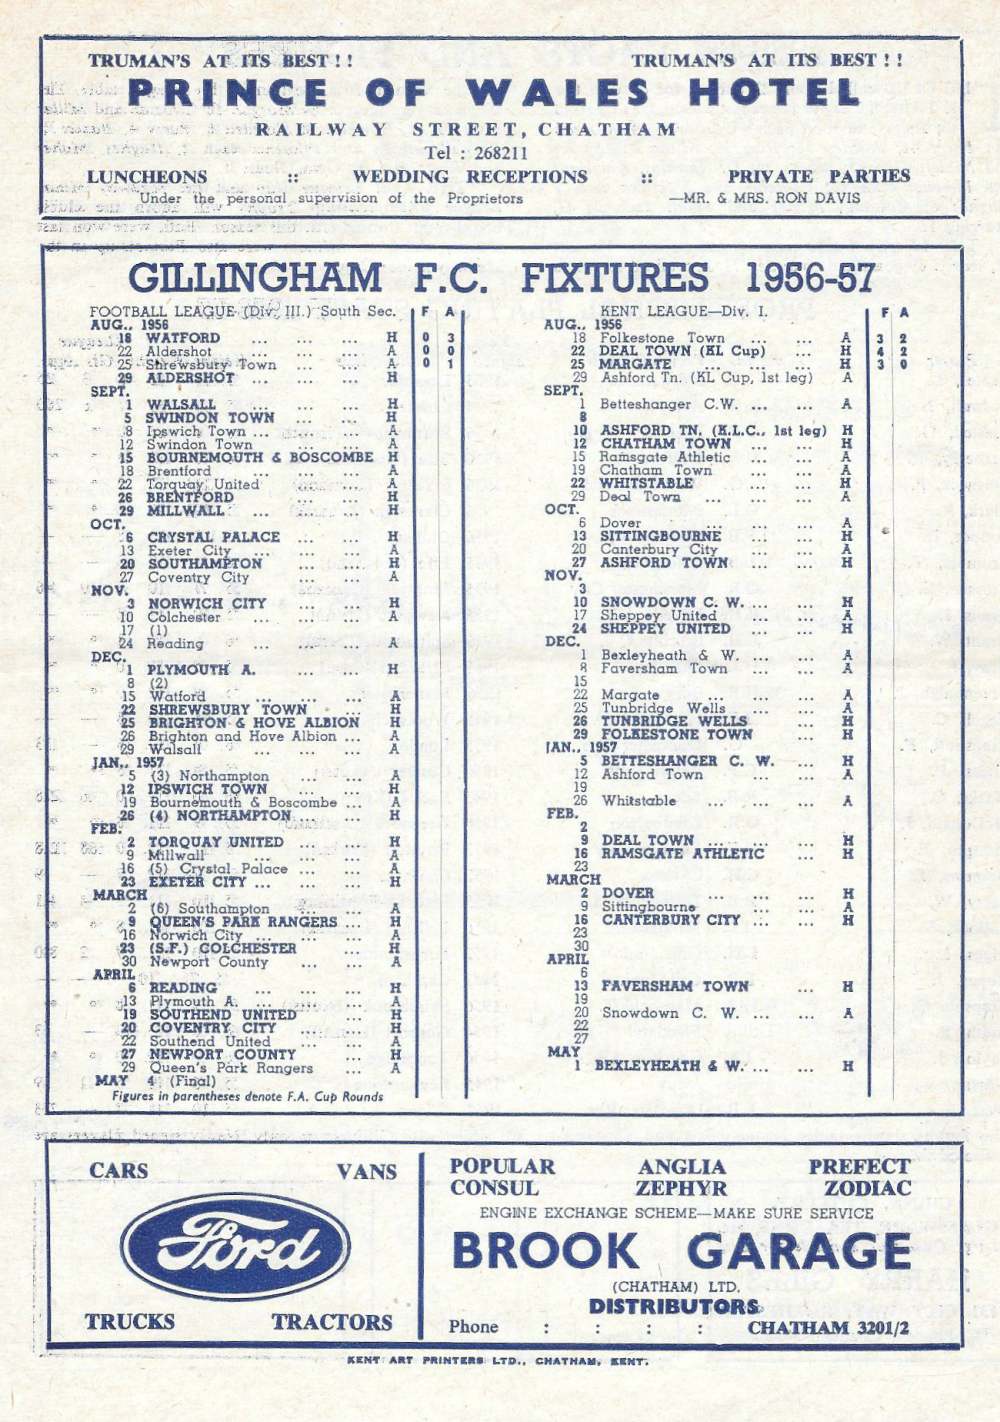 TRUMAN'S AT ITS BEST ! ! TRUMAN'S AT ITS BEST ! !
PRINCE OF WALES HOTEL
RAILWAY STREET, CHATHAM
Tel : 268211
LUNCHEONS :: WEDDING RECEPTIONS :: PRIVATE PARTIES
Under the personal supervision of the Proprietors —MR. & MRS. RON DAVIS
GILLINGHAM F.C. FIXTURES 1956-57
FOOTBALL LEAGUE (Div. III.) South Sec. F A
AUG., 1956
18 WATFORD ... ... ... H 0 3
22 Aldershot ... ... A 0 0
25 Shrewsbury Town ... A 0 1
29 ALDERSHOT ... ... H
SEPT.
1 WALSALL ... ... ... H
5 SWINDON TOWN ... H
8 Ipswich Town ... ... ... A
12 Swindon Town ... ... A
15 BOURNEMOUTH & BOSCOMBE H
18 Brentford ... ... ... A
22 Torquay United ... ... A
26 BRENTFORD ... ... H
29 MILLWALL ... ... ... H
OCT.
6 CRYSTAL PALACE ... ... H
13 Exeter City ... ... ... A
20 SOUTHAMPTON ... ... H
27 Coventry City ... ... A
NOV.
3 NORWICH CITY ... ... H
10 Colchester ... ... ... A
17 (1)
24 Reading ... ... A
DEC.
1 PLYMOUTH A. ... ... H
8 (2)
15 Watford ... ... ... A
22 SHREWSBURY TOWN ... H
25 BRIGHTON & HOVE ALBION H
26 Brighton and Hove Albion ... A
29 Walsall ... ... ... A
JAN., 1957
5 (3) Northampton ... ... A
12 IPSWICH TOWN ... ... H
19 Bournemouth & Boscombe ... A
26 (4) NORTHAMPTON ... ... H
FEB.
2 TORQUAY UNITED ... ... H
9 Millwall ... ... ... A
16 (5) Crystal Palace ... ... A
23 EXETER CITY ... ... ... H
MARCH
2 (6) Southampton ... ... A
9 QUEEN'S PARK RANGERS ... H
16 Norwich City ... ... ... A
23 (S.F.) COLCHESTER ... H
30 Newport County ... ... A
APRIL
6 READING ... ... ... H
13 Plymouth A. ... ... ... A
19 SOUTHEND UNITED ... H
20 COVENTRY CITY ... ... H
22 Southend United ... ... A
27 NEWPORT COUNTY ... H
29 Queen's Park Rangers ... A
MAY 4 (Final)
Figures in parentheses denote F.A. Cup Rounds
KENT LEAGUE—Div. I. F A
AUG., 1956
18 Folkestone Town ... ... A 3 2
22 DEAL TOWN (KL Cup) ... H 4 2
25 MARGATE ... ... ... H 3 0
29 Ashford Tn. (KL Cup, 1st leg) A
SEPT.
1 Betteshanger C.W. ... ... A
8
10 ASHFORD TN. (K.L.C., 1st leg) H
12 CHATHAM TOWN ... ... H
15 Ramsgate Athletic ... ... A
19 Chatham Town ... ... A
22 WHITSTABLE ... ... H
29 Deal Town ... ... ... A
OCT.
6 Dover ... ... ... A
13 SITTINGBOURNE ... ... H
20 Canterbury City ... ... A
27 ASHFORD TOWN ... ... H
NOV.
3
10 SNOWDOWN C. W. ... ... H
17 Sheppey United ... ... A
24 SHEPPEY UNITED ... ... H
DEC.
1 Bexleyheath & W. ... ... A
8 Faversham Town ... ... A
15
22 Margate ... ... ... A
25 Tunbridge Wells ... ... A
26 TUNBRIDGE WELLS ... H
29 FOLKESTONE TOWN ... H
JAN., 1957
5 BETTESHANGER C. W. ... H
12 Ashford Town ... ... A
19
26 Whitstable ... ... ... A
FEB.
2
9 DEAL TOWN ... ... ... H
16 RAMSGATE ATHLETIC ... H
23
MARCH
2 DOVER ... ... ... H
9 Sittingbourne ... ... A
16 CANTERBURY CITY ... ... H
23
30
APRIL
6
13 FAVERSHAM TOWN ... H
19
20 Snowdown C. W. ... ... A
22
27
MAY
1 BEXLEYHEATH & W. ... ... H
CARS VANS
Ford
TRUCKS TRACTORS
POPULAR ANGLIA PREFECT
CONSUL ZEPHYR ZODIAC
ENGINE EXCHANGE SCHEME—MAKE SURE SERVICE
BROOK GARAGE
(CHATHAM) LTD.
DISTRIBUTORS
Phone : : : : CHATHAM 3201/2
KENT ART PRINTERS LTD., CHATHAM, KENT.